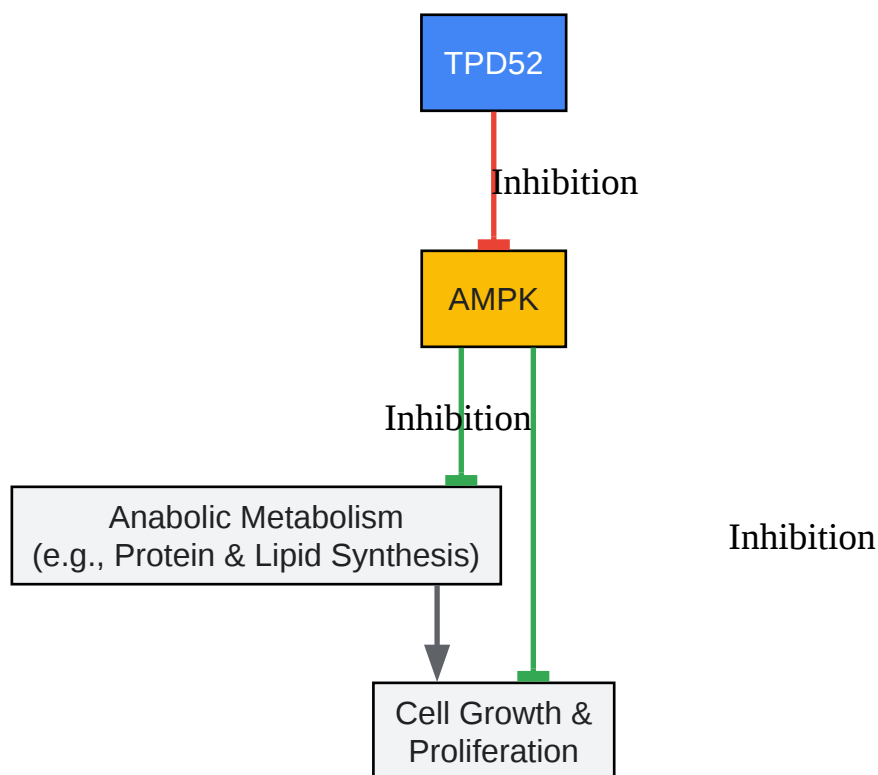 TPD52
Inhibition
AMPK
Inhibition
Anabolic Metabolism
(e.g., Protein & Lipid Synthesis)
Inhibition
Cell Growth &
Proliferation